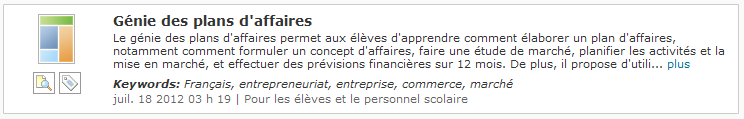 Génie des plans d'affaires
Le génie des plans d'affaires permet aux élèves d'apprendre comment élaborer un plan d'affaires,
notamment comment formuler un concept d'affaires, faire une étude de marché, planifier les activités et la
mise en marché, et effectuer des prévisions financières sur 12 mois. De plus, il propose d'utili... plus
Keywords: Français, entrepreneuriat, entreprise, commerce, marché
juil. 18 2012 03 h 19 | Pour les élèves et le personnel scolaire